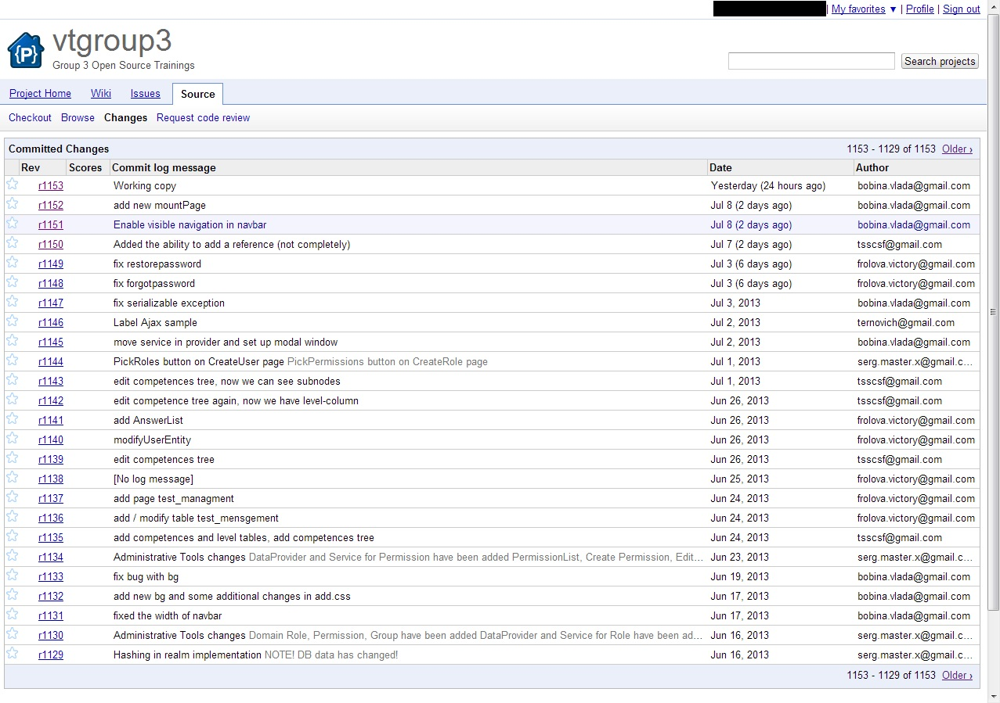 | My favorites ▼ | Profile | Sign out
{P}
vtgroup3
Group 3 Open Source Trainings
Search projects
Project Home Wiki Issues Source
Checkout Browse Changes Request code review
Committed Changes 1153 - 1129 of 1153 Older ›
Rev Scores Commit log message Date Author
r1153 Working copy Yesterday (24 hours ago) bobina.vlada@gmail.com
r1152 add new mountPage Jul 8 (2 days ago) bobina.vlada@gmail.com
r1151 Enable visible navigation in navbar Jul 8 (2 days ago) bobina.vlada@gmail.com
r1150 Added the ability to add a reference (not completely) Jul 7 (2 days ago) tsscsf@gmail.com
r1149 fix restorepassword Jul 3 (6 days ago) frolova.victory@gmail.com
r1148 fix forgotpassword Jul 3 (6 days ago) frolova.victory@gmail.com
r1147 fix serializable exception Jul 3, 2013 bobina.vlada@gmail.com
r1146 Label Ajax sample Jul 2, 2013 ternovich@gmail.com
r1145 move service in provider and set up modal window Jul 2, 2013 bobina.vlada@gmail.com
r1144 PickRoles button on CreateUser page PickPermissions button on CreateRole page Jul 1, 2013 serg.master.x@gmail.c...
r1143 edit competences tree, now we can see subnodes Jul 1, 2013 tsscsf@gmail.com
r1142 edit competence tree again, now we have level-column Jun 26, 2013 tsscsf@gmail.com
r1141 add AnswerList Jun 26, 2013 frolova.victory@gmail.com
r1140 modifyUserEntity Jun 26, 2013 frolova.victory@gmail.com
r1139 edit competences tree Jun 26, 2013 tsscsf@gmail.com
r1138 [No log message] Jun 25, 2013 frolova.victory@gmail.com
r1137 add page test_managment Jun 24, 2013 frolova.victory@gmail.com
r1136 add / modify table test_mensgement Jun 24, 2013 frolova.victory@gmail.com
r1135 add competences and level tables, add competences tree Jun 24, 2013 tsscsf@gmail.com
r1134 Administrative Tools changes DataProvider and Service for Permission have been added PermissionList, Create Permission, Edit... Jun 23, 2013 serg.master.x@gmail.c...
r1133 fix bug with bg Jun 19, 2013 bobina.vlada@gmail.com
r1132 add new bg and some additional changes in add.css Jun 17, 2013 bobina.vlada@gmail.com
r1131 fixed the width of navbar Jun 17, 2013 bobina.vlada@gmail.com
r1130 Administrative Tools changes Domain Role, Permission, Group have been added DataProvider and Service for Role have been ad... Jun 16, 2013 serg.master.x@gmail.c...
r1129 Hashing in realm implementation NOTE! DB data has changed! Jun 16, 2013 serg.master.x@gmail.c...
1153 - 1129 of 1153 Older ›